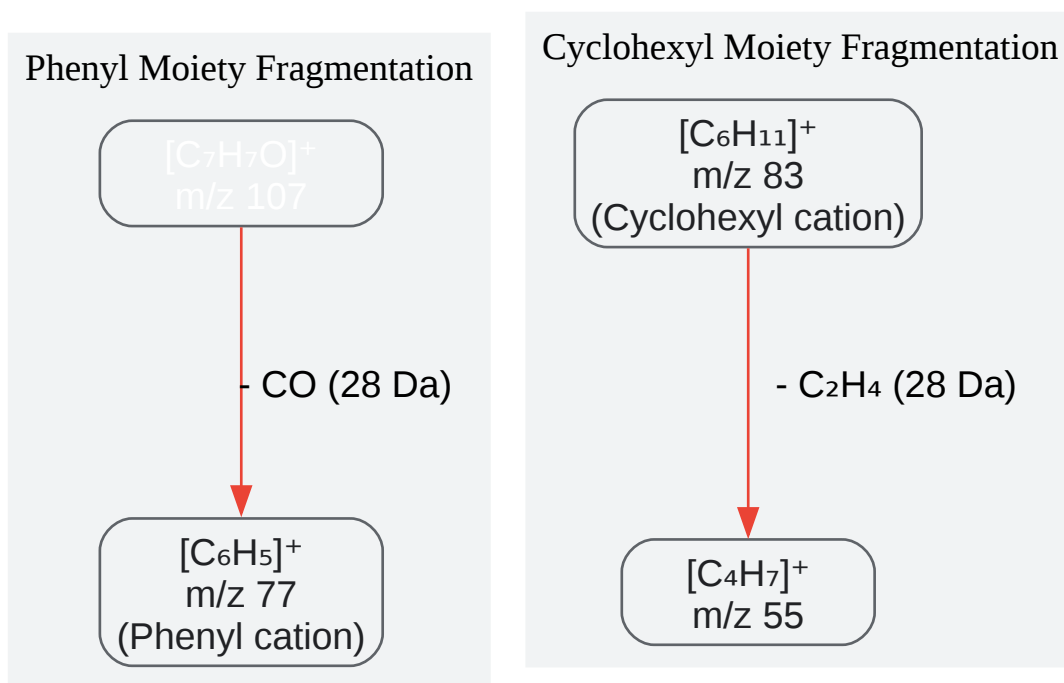 Phenyl Moiety Fragmentation
[C₇H₇O]⁺
m/z 107
- CO (28 Da)
[C₆H₅]⁺
m/z 77
(Phenyl cation)
Cyclohexyl Moiety Fragmentation
[C₆H₁₁]⁺
m/z 83
(Cyclohexyl cation)
- C₂H₄ (28 Da)
[C₄H₇]⁺
m/z 55